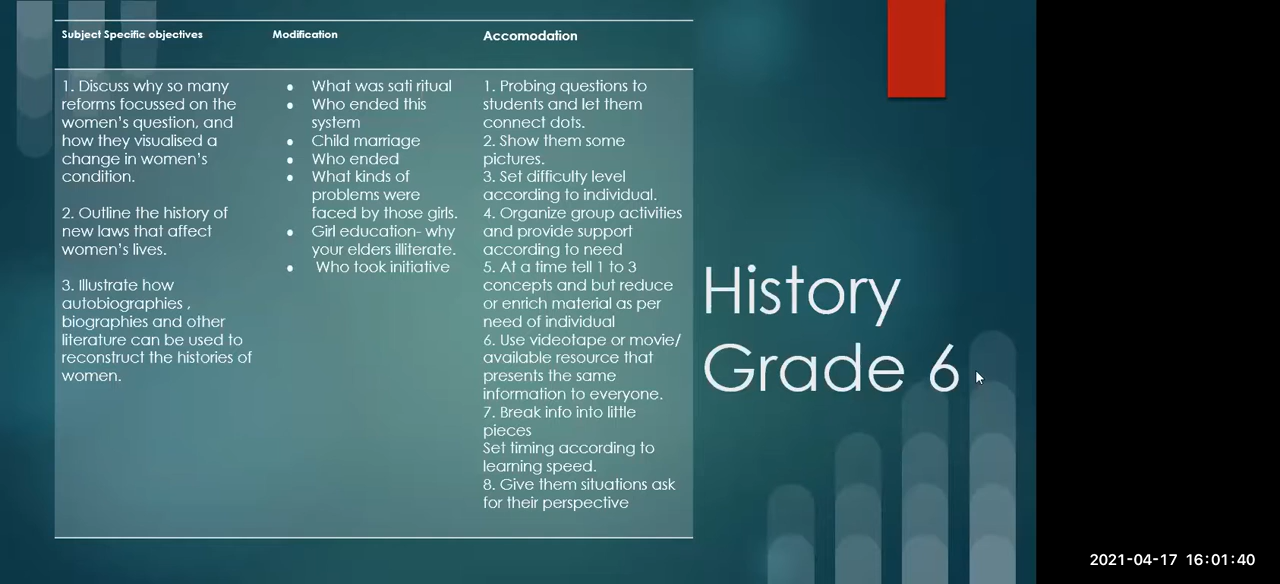 Subject Specific objectives
Modification
Accomodation
1. Discuss why so many
reforms focussed on the
women's question, and
how they visualised a
change in women's
condition.
2. Outline the history of
new laws that affect
women's lives.
3. Illustrate how
autobiographies ,
biographies and other
literature can be used to
reconstruct the histories of
women.
● What was sati ritual
● Who ended this
system
● Child marriage
● Who ended
● What kinds of
problems were
faced by those girls.
● Girl education- why
your elders illiterate.
● Who took initiative
1. Probing questions to
students and let them
connect dots.
2. Show them some
pictures.
3. Set difficulty level
according to individual.
4. Organize group activities
and provide support
according to need
5. At a time tell 1 to 3
concepts and but reduce
or enrich material as per
need of individual
6. Use videotape or movie/
available resource that
presents the same
information to everyone.
7. Break info into little
pieces
Set timing according to
learning speed.
8. Give them situations ask
for their perspective
History
Grade 6
2021-04-17 16:01:40